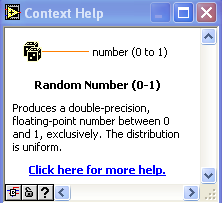 Context Help
number (0 to 1)
Random Number (0-1)
Produces a double-precision,
floating-point number between 0
and 1, exclusively. The distribution
is uniform.
Click here for more help.
?